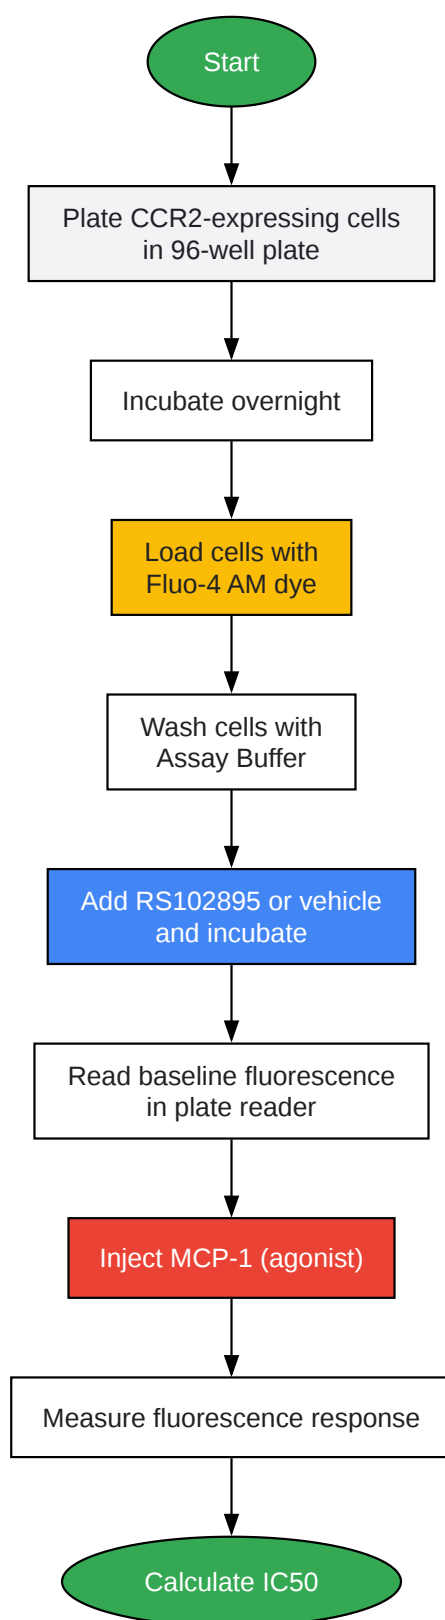 Start
Plate CCR2-expressing cells
in 96-well plate
Incubate overnight
Load cells with
Fluo-4 AM dye
Wash cells with
Assay Buffer
Add RS102895 or vehicle
and incubate
Read baseline fluorescence
in plate reader
Inject MCP-1 (agonist)
Measure fluorescence response
Calculate IC50